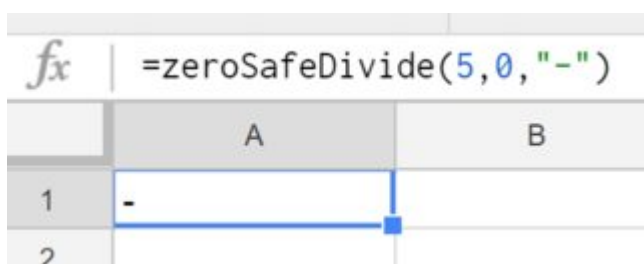 fx =zeroSafeDivide(5,0,"-")
A B
1 -
2